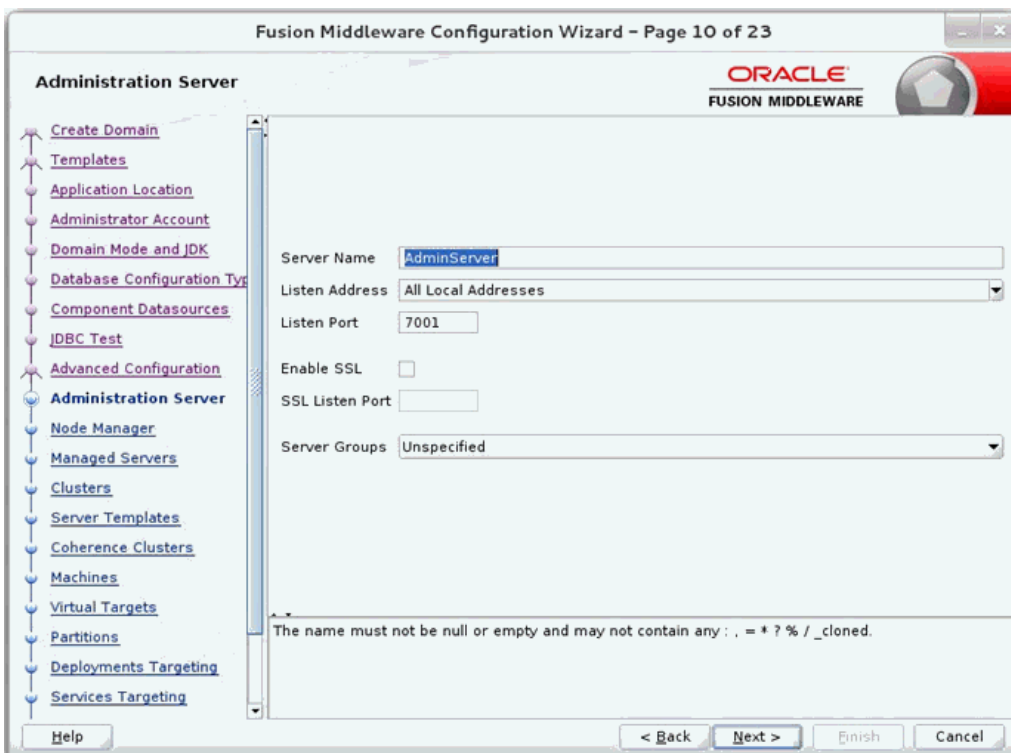 Fusion Middleware Configuration Wizard - Page 10 of 23
Administration Server
ORACLE
FUSION MIDDLEWARE
Create Domain
Templates
Application Location
Administrator Account
Domain Mode and JDK
Database Configuration Typ
Component Datasources
JDBC Test
Advanced Configuration
Administration Server
Node Manager
Managed Servers
Clusters
Server Templates
Coherence Clusters
Machines
Virtual Targets
Partitions
Deployments Targeting
Services Targeting
Server Name AdminServer
Listen Address All Local Addresses
Listen Port 7001
Enable SSL
SSL Listen Port
Server Groups Unspecified
The name must not be null or empty and may not contain any : , = * ? % / _cloned.
Help < Back Next > Finish Cancel